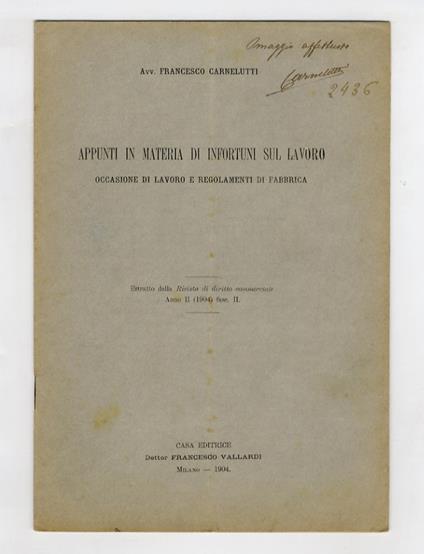 Omaggio affettuoso
Carnelutti
2436
Avv. FRANCESCO CARNELUTTI
APPUNTI IN MATERIA DI INFORTUNI SUL LAVORO
OCCASIONE DI LAVORO E REGOLAMENTI DI FABBRICA
Estratto dalla Rivista di diritto commerciale
Anno II (1904) fasc. II.
CASA EDITRICE
Dottor FRANCESCO VALLARDI
MILANO — 1904.